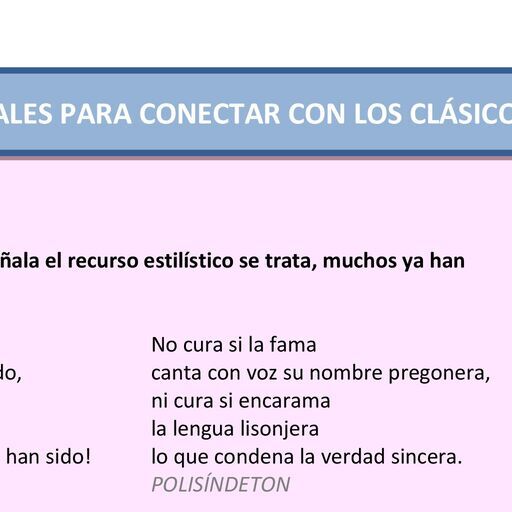 ALES PARA CONECTAR CON LOS CLÁSICO
ñala el recurso estilístico se trata, muchos ya han
do,
han sido!
No cura si la fama
canta con voz su nombre pregonera,
ni cura si encarama
la lengua lisonjera
lo que condena la verdad sincera.
POLISÍNDETON